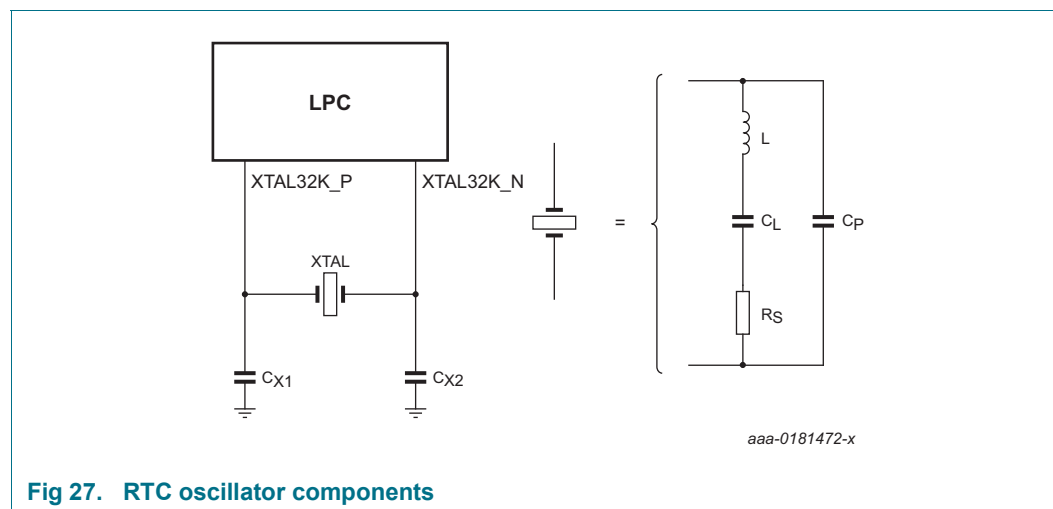 LPC
XTAL32K_P
XTAL32K_N
XTAL
CX1
CX2
=
L
CL
CP
RS
aaa-0181472-x
Fig 27. RTC oscillator components